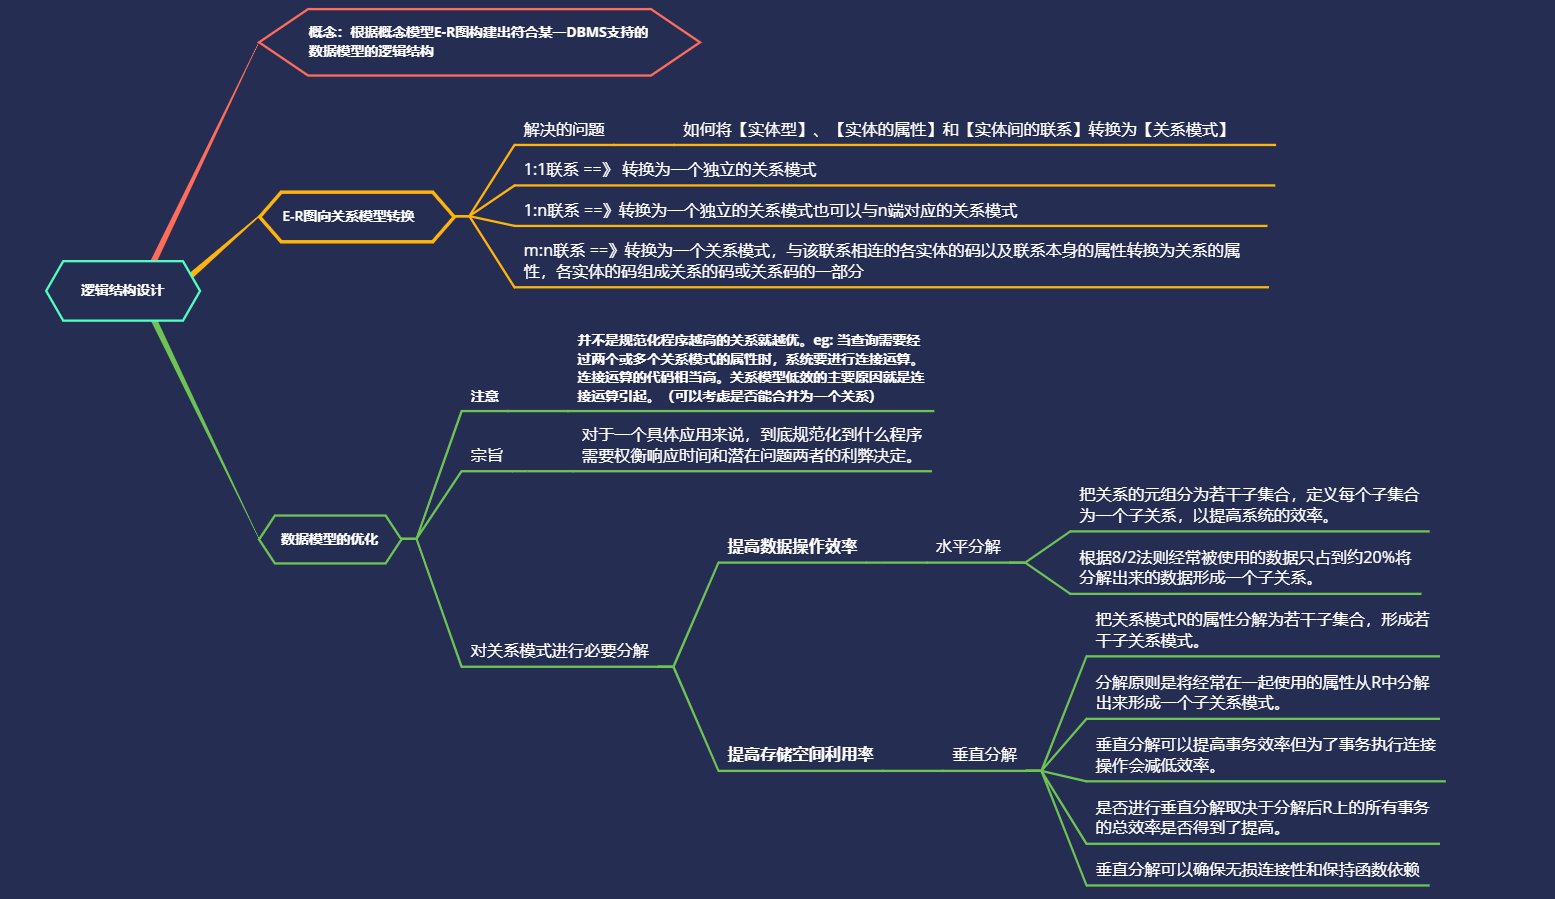 概念：根据概念模型E-R图构建出符合某一DBMS支持的
数据模型的逻辑结构
解决的问题 如何将【实体型】、【实体的属性】和【实体间的联系】转换为【关系模式】
1:1联系 ==》 转换为一个独立的关系模式
E-R图向关系模型转换
1:n联系 ==》转换为一个独立的关系模式也可以与n端对应的关系模式
m:n联系 ==》转换为一个关系模式，与该联系相连的各实体的码以及联系本身的属性转换为关系的属
性，各实体的码组成关系的码或关系码的一部分
逻辑结构设计
并不是规范化程序越高的关系就越优。eg: 当查询需要经
过两个或多个关系模式的属性时，系统要进行连接运算。
连接运算的代码相当高。关系模型低效的主要原因就是连
接运算引起。（可以考虑是否能合并为一个关系）
注意
对于一个具体应用来说，到底规范化到什么程序
需要权衡响应时间和潜在问题两者的利弊决定。
宗旨
数据模型的优化
把关系的元组分为若干子集合，定义每个子集合
为一个子关系，以提高系统的效率。
提高数据操作效率 水平分解
根据8/2法则经常被使用的数据只占到约20%将
分解出来的数据形成一个子关系。
对关系模式进行必要分解
把关系模式R的属性分解为若干子集合，形成若
干子关系模式。
分解原则是将经常在一起使用的属性从R中分解
出来形成一个子关系模式。
提高存储空间利用率 垂直分解
垂直分解可以提高事务效率但为了事务执行连接
操作会减低效率。
是否进行垂直分解取决于分解后R上的所有事务
的总效率是否得到了提高。
垂直分解可以确保无损连接性和保持函数依赖